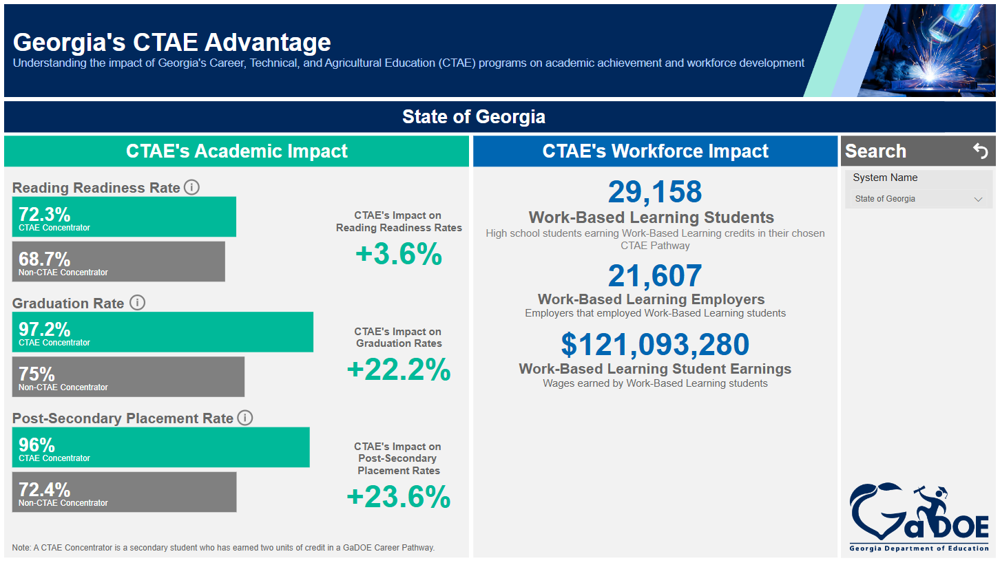 Georgia's CTAE Advantage
Understanding the impact of Georgia's Career, Technical, and Agricultural Education (CTAE) programs on academic achievement and workforce development
State of Georgia
CTAE's Academic Impact
Reading Readiness Rate
72.3%
CTAE Concentrator
68.7%
Non-CTAE Concentrator
CTAE's Impact on
Reading Readiness Rates
+3.6%
Graduation Rate
97.2%
CTAE Concentrator
75%
Non-CTAE Concentrator
CTAE's Impact on
Graduation Rates
+22.2%
Post-Secondary Placement Rate
96%
CTAE Concentrator
72.4%
Non-CTAE Concentrator
CTAE's Impact on
Post-Secondary
Placement Rates
+23.6%
Note: A CTAE Concentrator is a secondary student who has earned two units of credit in a GaDOE Career Pathway.
CTAE's Workforce Impact
29,158
Work-Based Learning Students
High school students earning Work-Based Learning credits in their chosen
CTAE Pathway
21,607
Work-Based Learning Employers
Employers that employed Work-Based Learning students
$121,093,280
Work-Based Learning Student Earnings
Wages earned by Work-Based Learning students
Search
System Name
State of Georgia
GaDOE
Georgia Department of Education